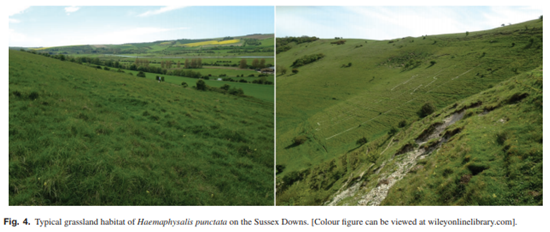 Fig. 4. Typical grassland habitat of Haemaphysalis punctata on the Sussex Downs. [Colour figure can be viewed at wileyonlinelibrary.com].